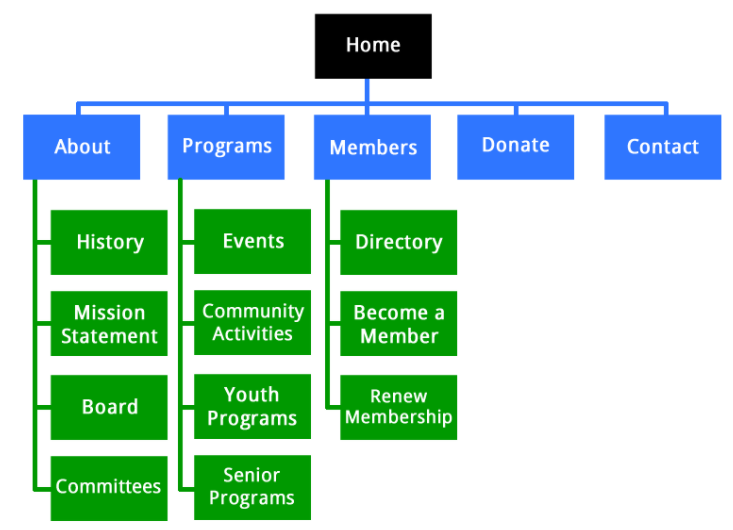 Home
About
Programs
Members
Donate
Contact
History
Mission
Statement
Board
Committees
Events
Community
Activities
Youth
Programs
Senior
Programs
Directory
Become a
Member
Renew
Membership